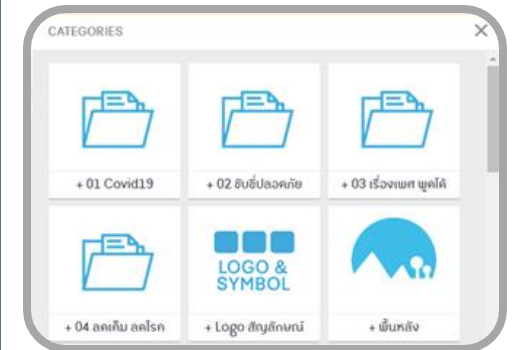 CATEGORIES
+ 01 Covid19
+ 02 ขับขี่ปลอดภัย
+ 03 เรื่องเพศ พูดได้
LOGO &
SYMBOL
+ 04 ลดเค็ม ลดโรค
+ Logo สัญลักษณ์
+ พื้นหลัง